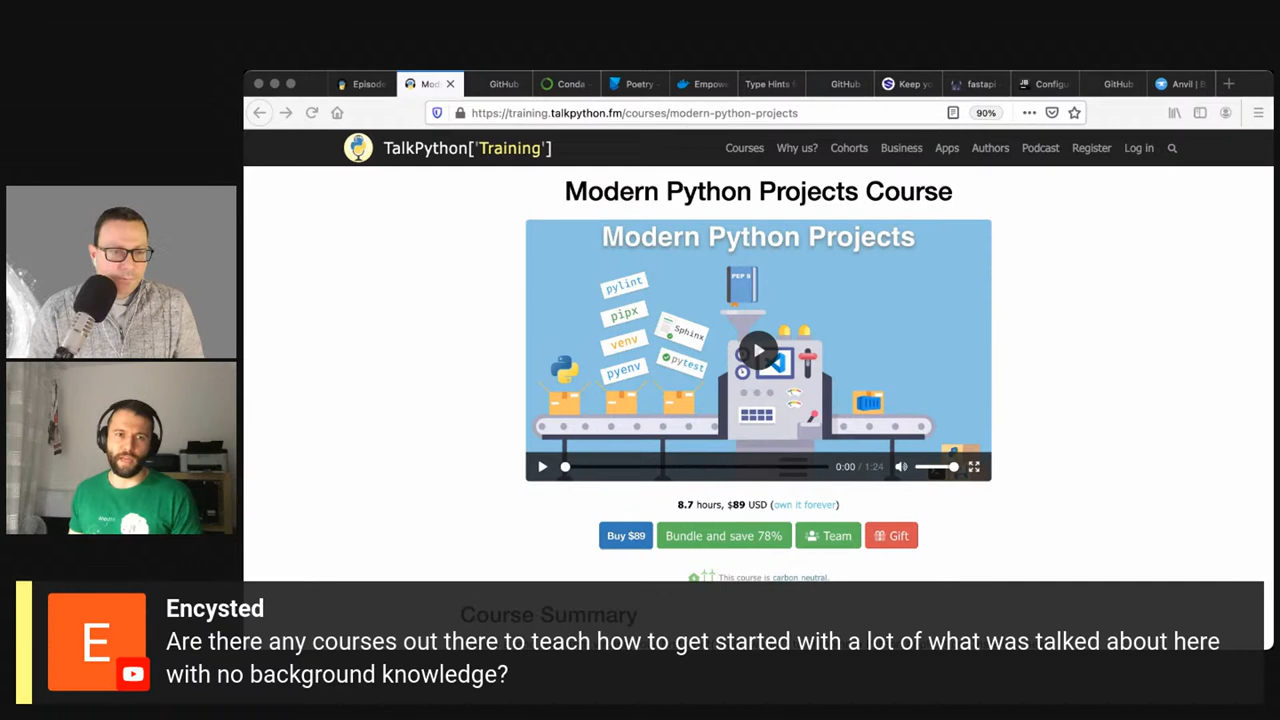 Episode
Mod
GitHub
Conda
Poetry
Empow
Type Hints f
GitHub
Keep yo
fastapi
Configu
GitHub
Anvil | B
https://training.talkpython.fm/courses/modern-python-projects
90%
TalkPython['Training']
Courses
Why us?
Cohorts
Business
Apps
Authors
Podcast
Register
Log in
Modern Python Projects Course
Modern Python Projects
PEP 8
pylint
pipx
Sphinx
venv
pytest
pyenv
0:00 / 1:24
8.7 hours, $89 USD (own it forever)
Buy $89
Bundle and save 78%
Team
Gift
This course is carbon neutral.
Course Summary
E
Encysted
Are there any courses out there to teach how to get started with a lot of what was talked about here
with no background knowledge?